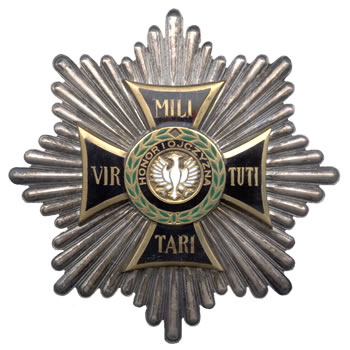 MILI
VIR TUTI
TARI
HONOR I OJCZYZNA